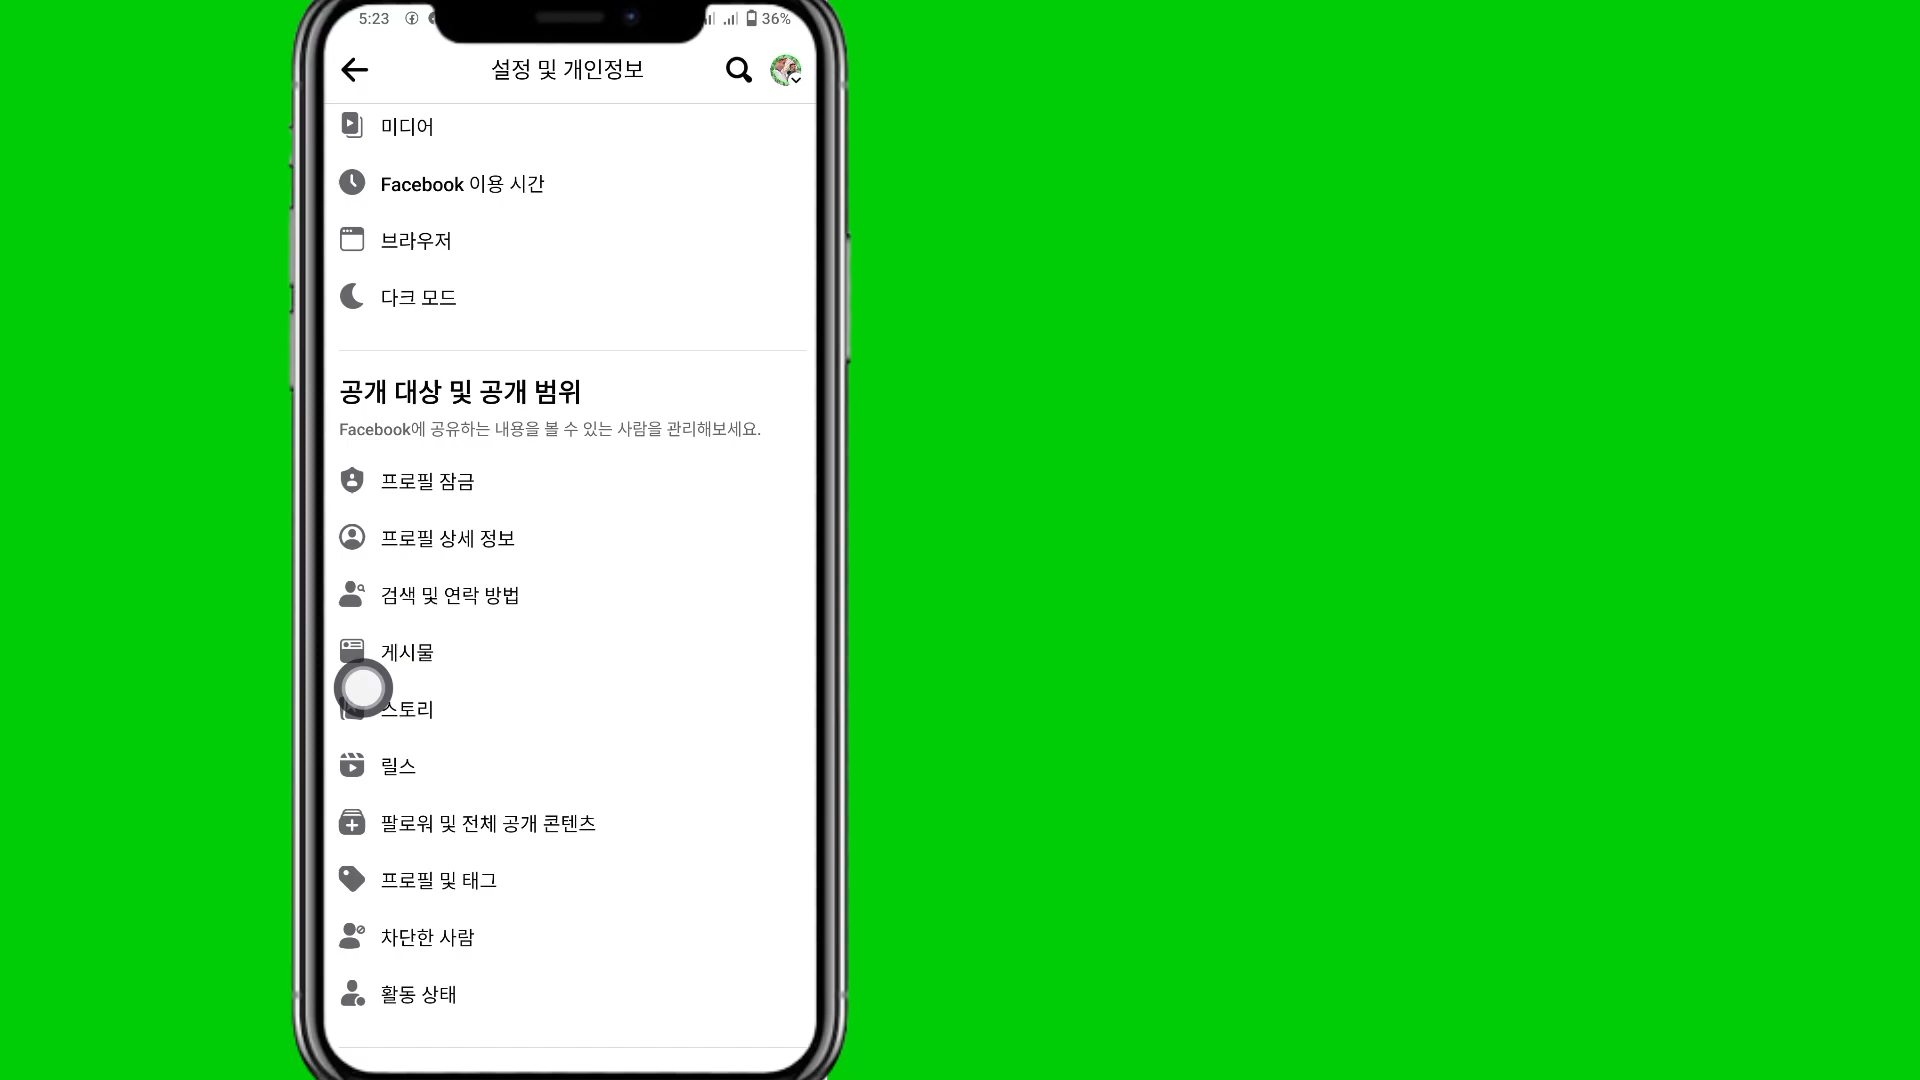 5:23
36%
설정 및 개인정보
미디어
Facebook 이용 시간
브라우저
다크 모드
공개 대상 및 공개 범위
Facebook에 공유하는 내용을 볼 수 있는 사람을 관리해보세요.
프로필 잠금
프로필 상세 정보
검색 및 연락 방법
게시물
스토리
릴스
팔로워 및 전체 공개 콘텐츠
프로필 및 태그
차단한 사람
활동 상태